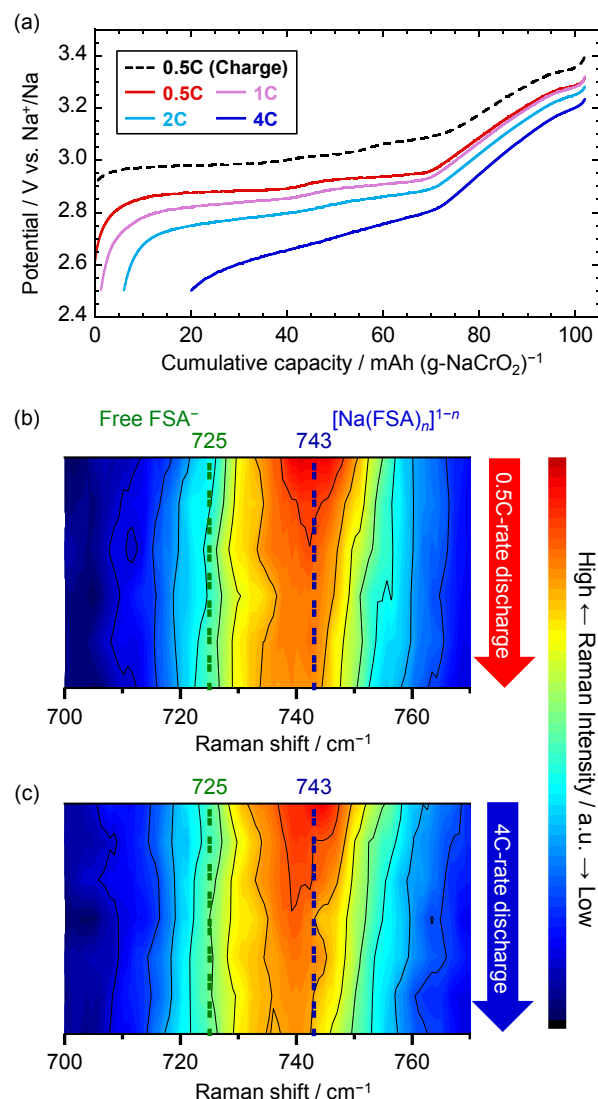 (a)
3.4
3.2
3.0
2.8
2.6
2.4
Potential / V vs. Na⁺/Na
0.5C (Charge)
0.5C 1C
2C 4C
0 20 40 60 80 100
Cumulative capacity / mAh (g-NaCrO₂)⁻¹
(b)
Free FSA⁻ [Na(FSA)ₙ]¹⁻ⁿ
725 743
0.5C-rate discharge
700 720 740 760
Raman shift / cm⁻¹
(c)
725 743
4C-rate discharge
700 720 740 760
Raman shift / cm⁻¹
High ← Raman Intensity / a.u. → Low